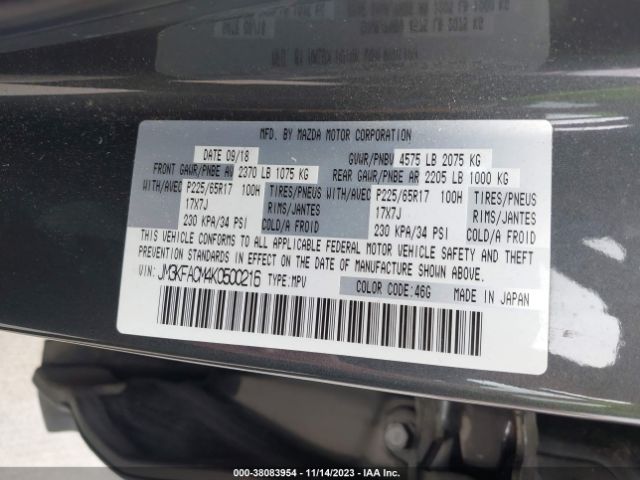 MFD. BY MAZDA MOTOR CORPORATION
DATE 09/18 GVWR/PNBV 4575 LB 2075 KG
FRONT GAWR/PNBE AV 2370 LB 1075 KG REAR GAWR/PNBE AR 2205 LB 1000 KG
WITH/AVEC P225/65R17 100H TIRES/PNEUS WITH/AVEC P225/65R17 100H TIRES/PNEUS
17X7J RIMS/JANTES 17X7J RIMS/JANTES
230 KPA/34 PSI COLD/A FROID 230 KPA/34 PSI COLD/A FROID
THIS VEHICLE CONFORMS TO ALL APPLICABLE FEDERAL MOTOR VEHICLE SAFETY AND THEFT
PREVENTION STANDARDS IN EFFECT ON THE DATE OF MANUFACTURE SHOWN ABOVE.
VIN: JM3KFACM4K0500216 TYPE: MPV COLOR CODE: 46G MADE IN JAPAN
000-38083954 - 11/14/2023 - IAA Inc.